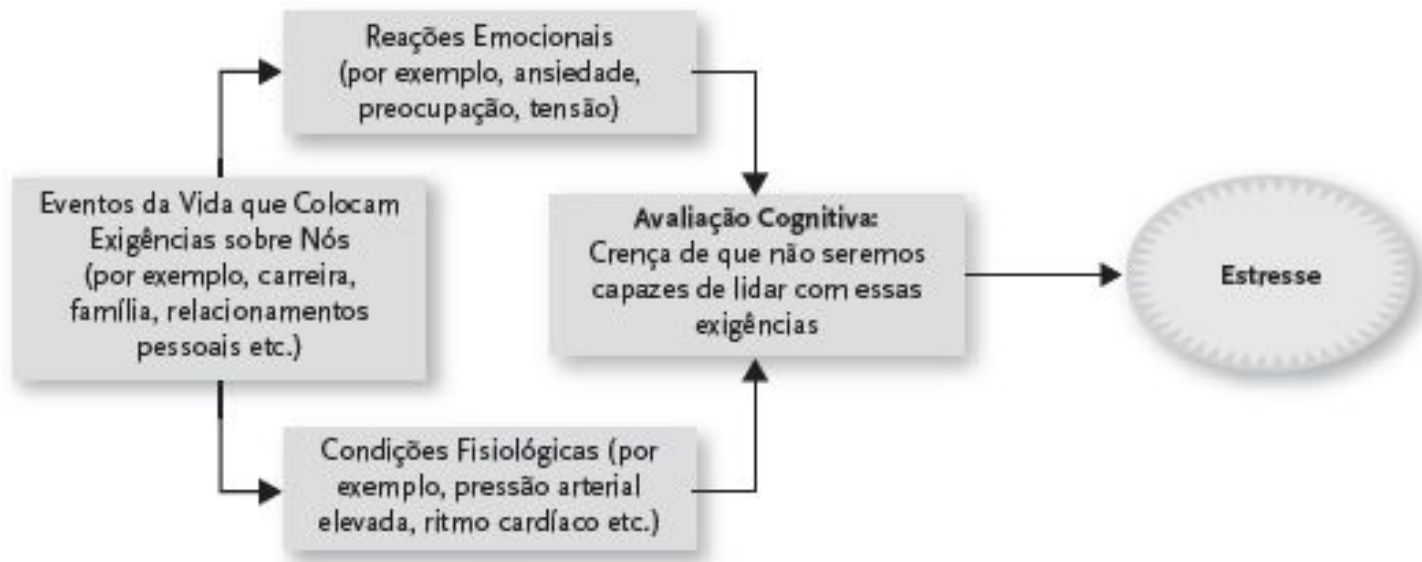 Reações Emocionais
(por exemplo, ansiedade,
preocupação, tensão)
Eventos da Vida que Colocam
Exigências sobre Nós
(por exemplo, carreira,
família, relacionamentos
pessoais etc.)
Avaliação Cognitiva:
Crença de que não seremos
capazes de lidar com essas
exigências
Estresse
Condições Fisiológicas (por
exemplo, pressão arterial
elevada, ritmo cardíaco etc.)